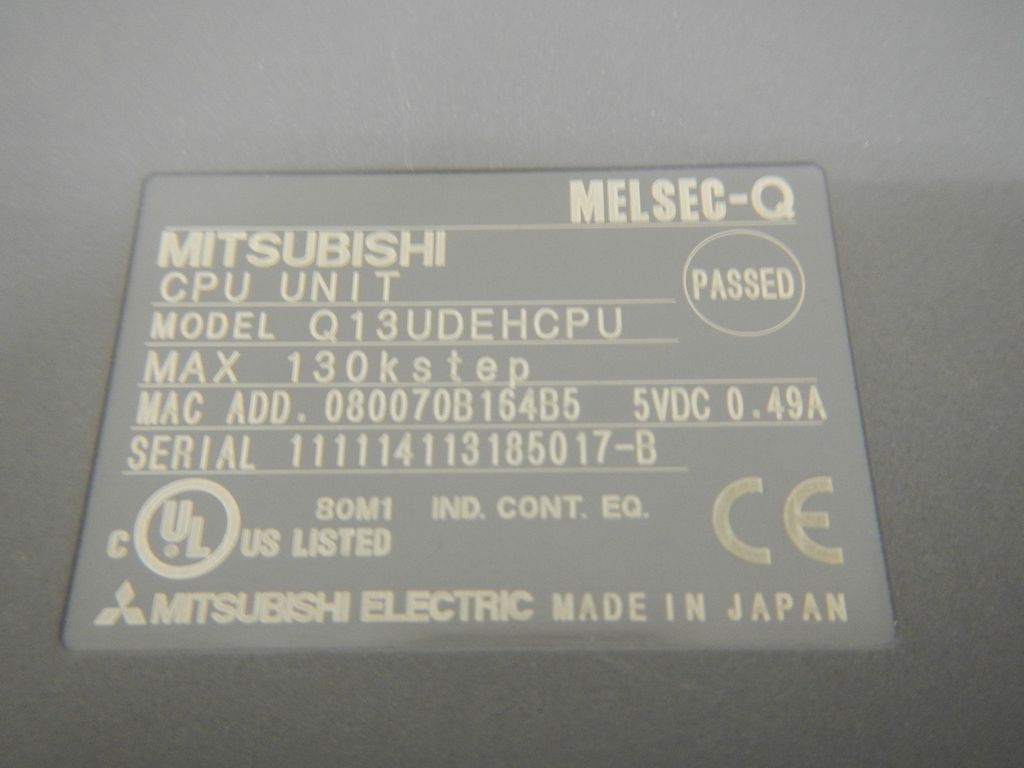 MELSEC-Q
MITSUBISHI
CPU UNIT
PASSED
MODEL Q13UDEHCPU
MAX 130kstep
MAC ADD. 080070B164B5 5VDC 0.49A
SERIAL 111114113185017-B
80M1 IND. CONT. EQ.
C UL US LISTED
CE
MITSUBISHI ELECTRIC MADE IN JAPAN